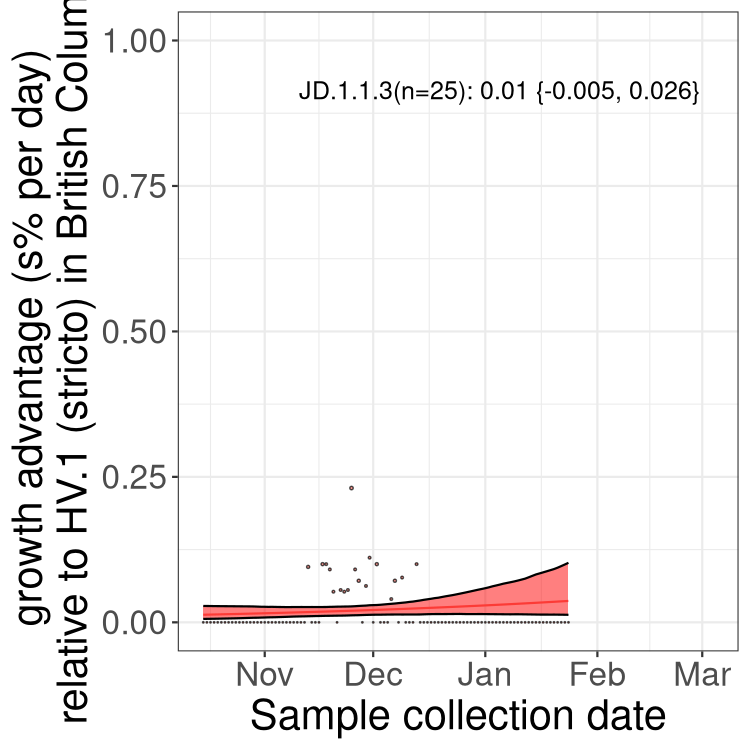 growth advantage (s% per day)
relative to HV.1 (stricto) in British Colum
JD.1.1.3(n=25): 0.01 {-0.005, 0.026}
1.00
0.75
0.50
0.25
0.00
Nov Dec Jan Feb Mar
Sample collection date